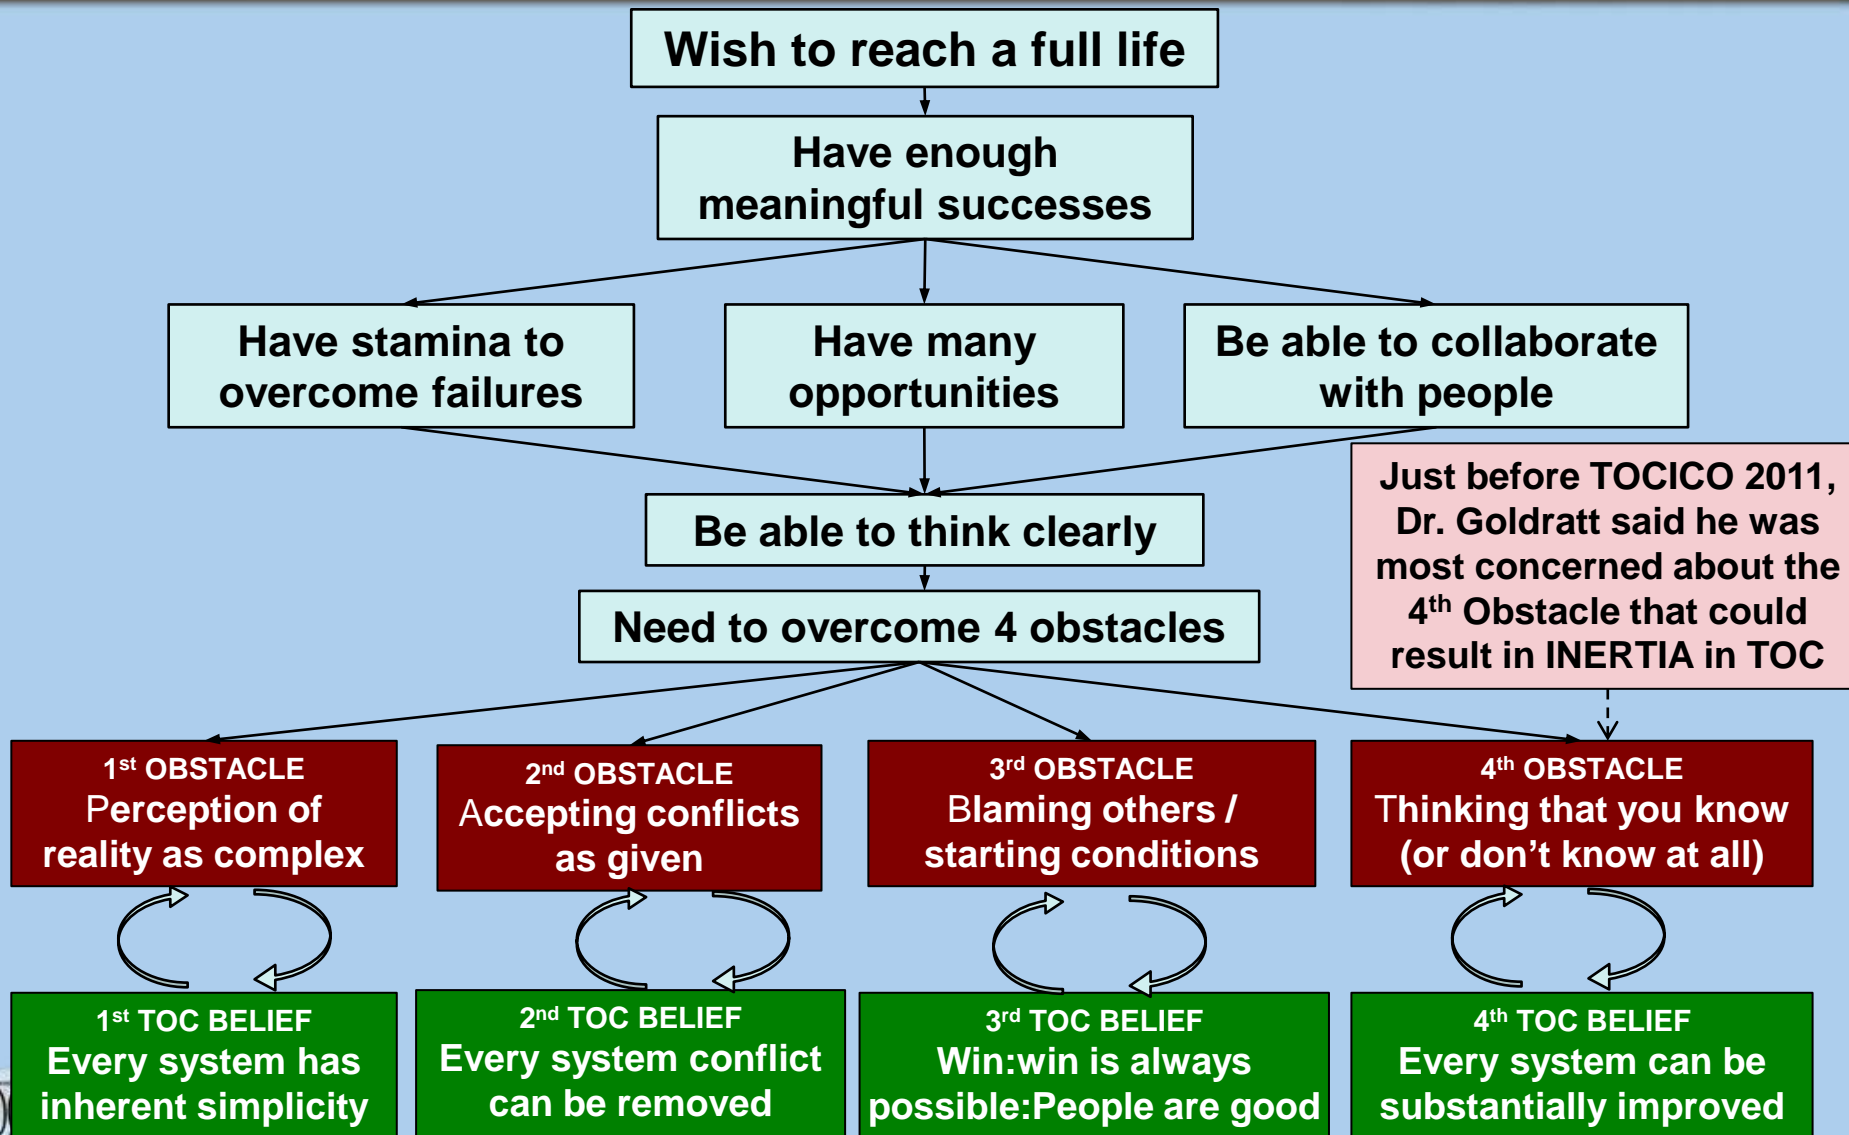 Wish to reach a full life
Have enough
meaningful successes
Have stamina to
overcome failures
Have many
opportunities
Be able to collaborate
with people
Be able to think clearly
Need to overcome 4 obstacles
Just before TOCICO 2011,
Dr. Goldratt said he was
most concerned about the
4th Obstacle that could
result in INERTIA in TOC
1st OBSTACLE
Perception of
reality as complex
2nd OBSTACLE
Accepting conflicts
as given
3rd OBSTACLE
Blaming others /
starting conditions
4th OBSTACLE
Thinking that you know
(or don’t know at all)
1st TOC BELIEF
Every system has
inherent simplicity
2nd TOC BELIEF
Every system conflict
can be removed
3rd TOC BELIEF
Win:win is always
possible:People are good
4th TOC BELIEF
Every system can be
substantially improved